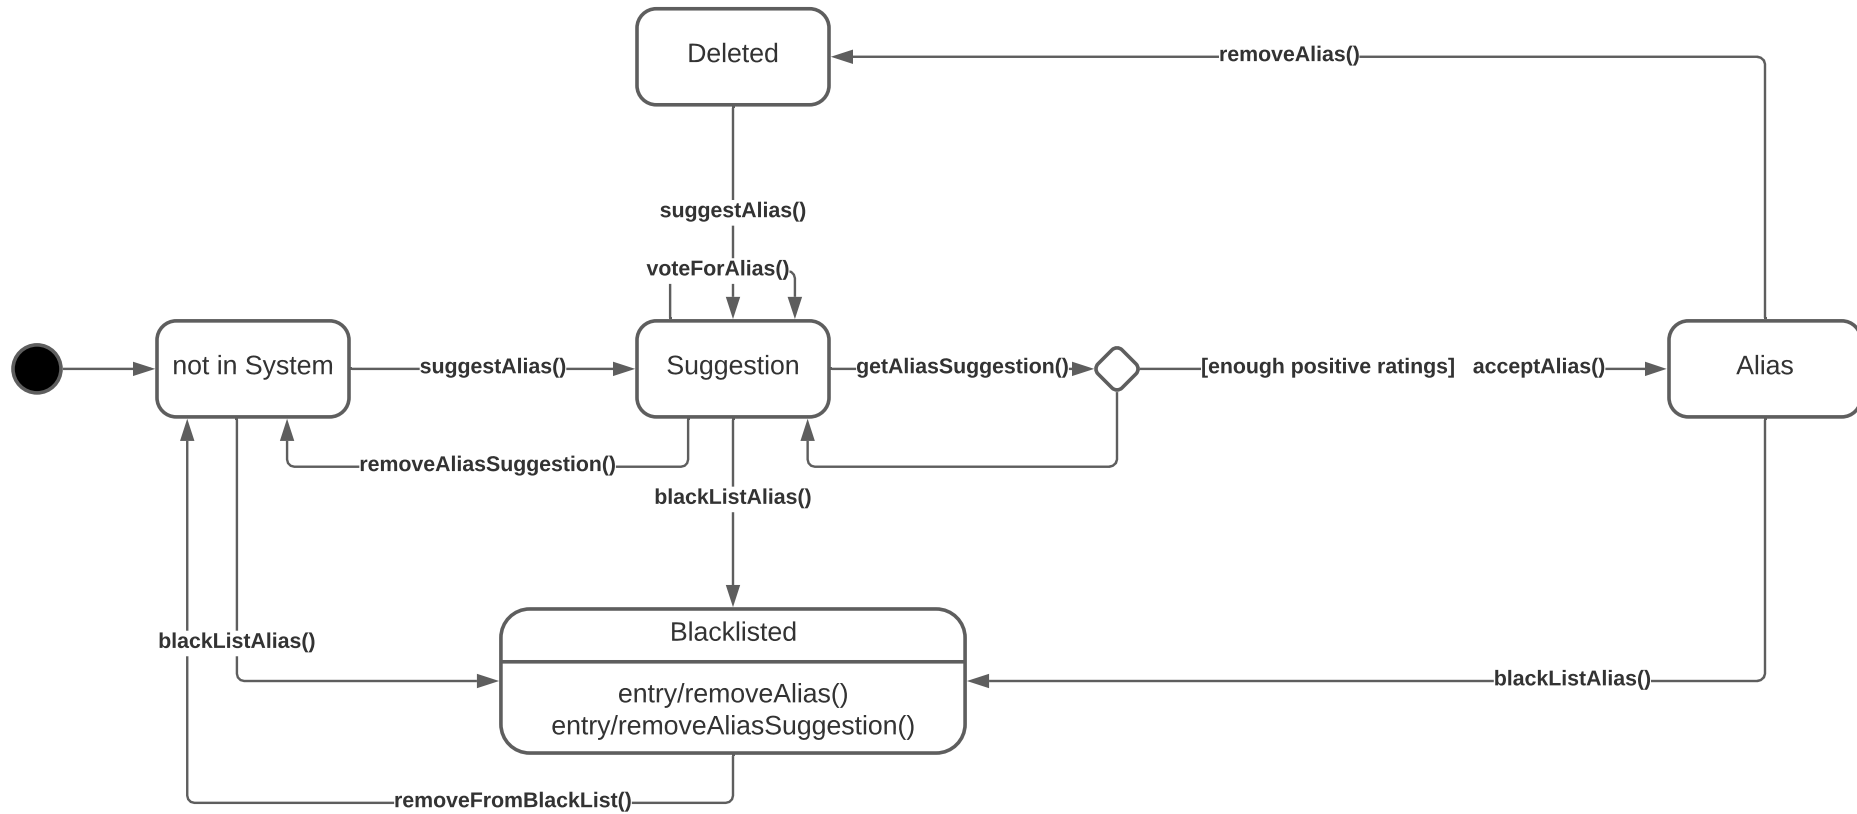 Deleted
removeAlias()
suggestAlias()
voteForAlias()
not in System
suggestAlias()
Suggestion
getAliasSuggestion()
[enough positive ratings] acceptAlias()
Alias
removeAliasSuggestion()
blackListAlias()
blackListAlias()
Blacklisted
entry/removeAlias()
entry/removeAliasSuggestion()
blackListAlias()
removeFromBlackList()